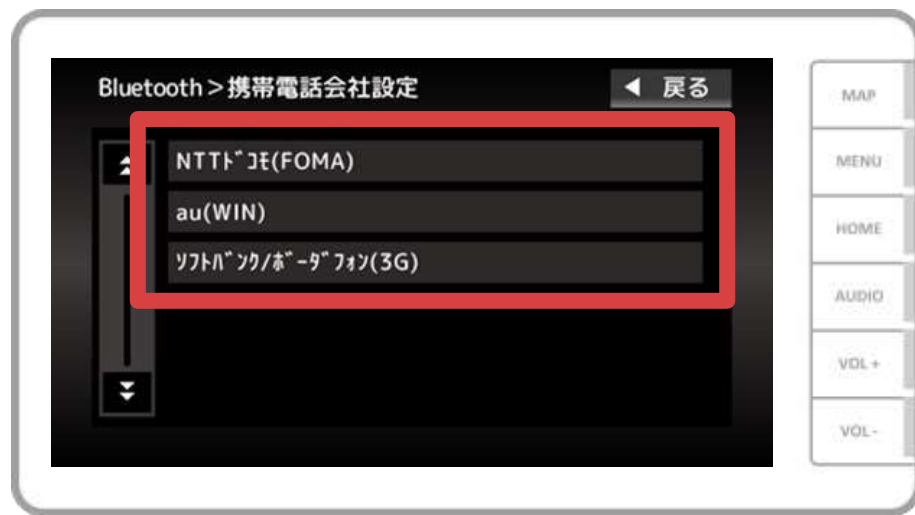 Bluetooth>携帯電話会社設定
◀ 戻る
NTTﾄﾞｺﾓ(FOMA)
au(WIN)
ｿﾌﾄﾊﾞﾝｸ/ﾎﾞｰﾀﾞﾌｫﾝ(3G)
MAP
MENU
HOME
AUDIO
VOL+
VOL-